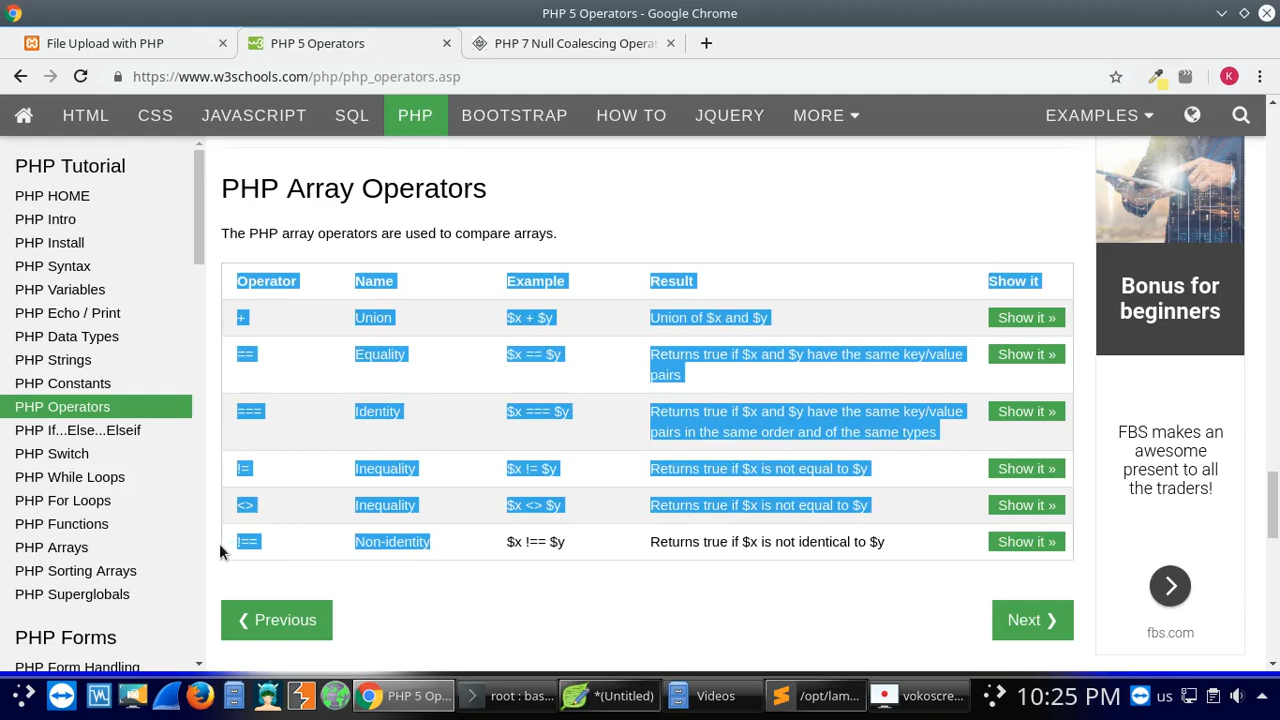 PHP 5 Operators - Google Chrome
File Upload with PHP
PHP 5 Operators
PHP 7 Null Coalescing Operat
https://www.w3schools.com/php/php_operators.asp
K
HTML CSS JAVASCRIPT SQL PHP BOOTSTRAP HOW TO JQUERY MORE EXAMPLES
PHP Tutorial
PHP HOME
PHP Intro
PHP Install
PHP Syntax
PHP Variables
PHP Echo / Print
PHP Data Types
PHP Strings
PHP Constants
PHP Operators
PHP If...Else...Elseif
PHP Switch
PHP While Loops
PHP For Loops
PHP Functions
PHP Arrays
PHP Sorting Arrays
PHP Superglobals
PHP Forms
PHP Form Handling
PHP Array Operators
The PHP array operators are used to compare arrays.
Operator Name Example Result Show it
+ Union $x + $y Union of $x and $y Show it »
== Equality $x == $y Returns true if $x and $y have the same key/value Show it »
pairs
=== Identity $x === $y Returns true if $x and $y have the same key/value Show it »
pairs in the same order and of the same types
!= Inequality $x != $y Returns true if $x is not equal to $y Show it »
<> Inequality $x <> $y Returns true if $x is not equal to $y Show it »
!== Non-identity $x !== $y Returns true if $x is not identical to $y Show it »
❮ Previous
Next ❯
Bonus for
beginners
FBS makes an
awesome
present to all
the traders!
fbs.com
PHP 5 Op... root : bas... *(Untitled) Videos /opt/lam... vokoscre... 10:25 PM us